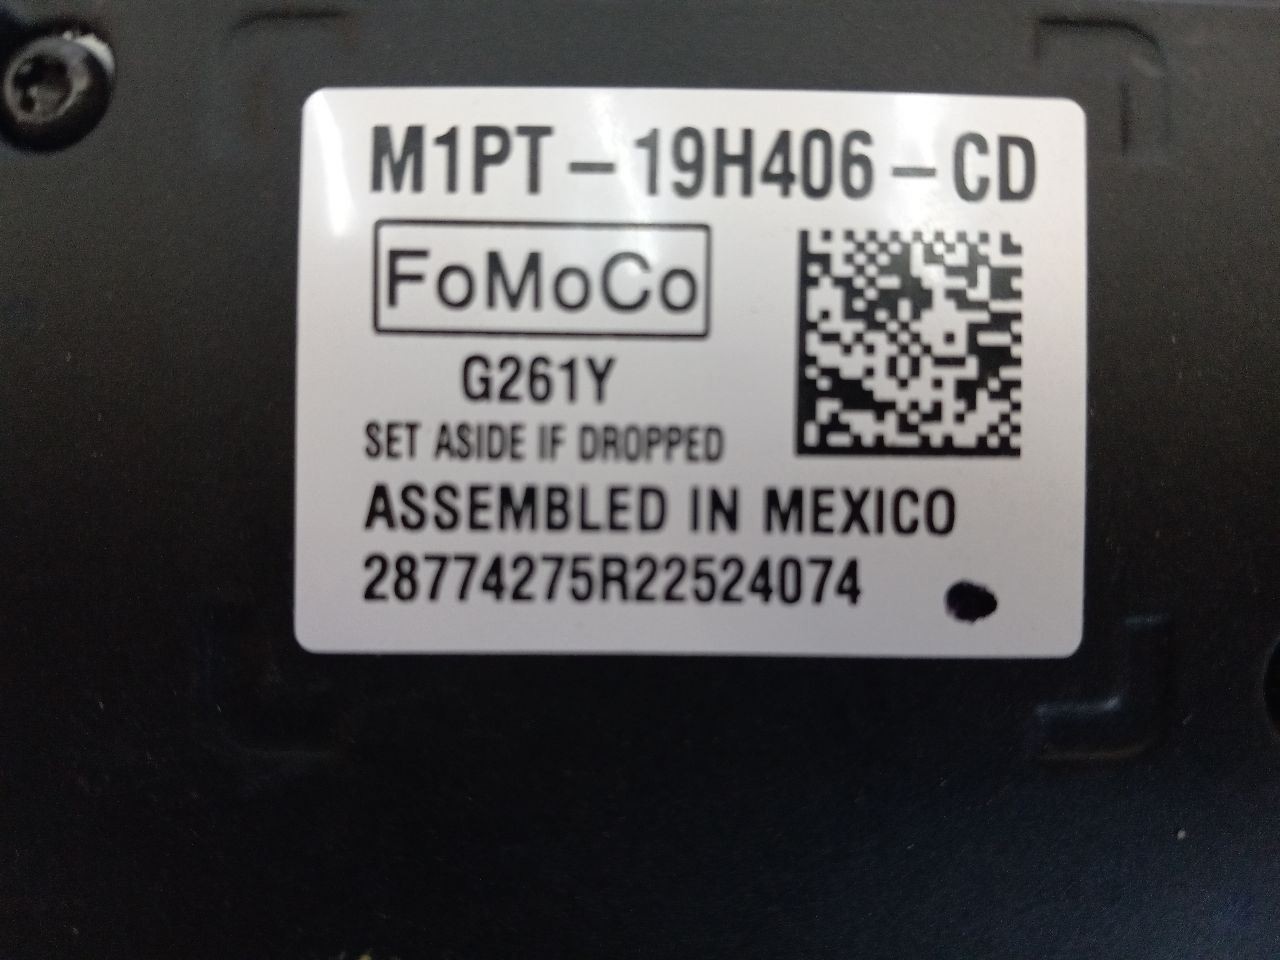 M1PT-19H406-CD
FoMoCo
G261Y
SET ASIDE IF DROPPED
ASSEMBLED IN MEXICO
28774275R22524074